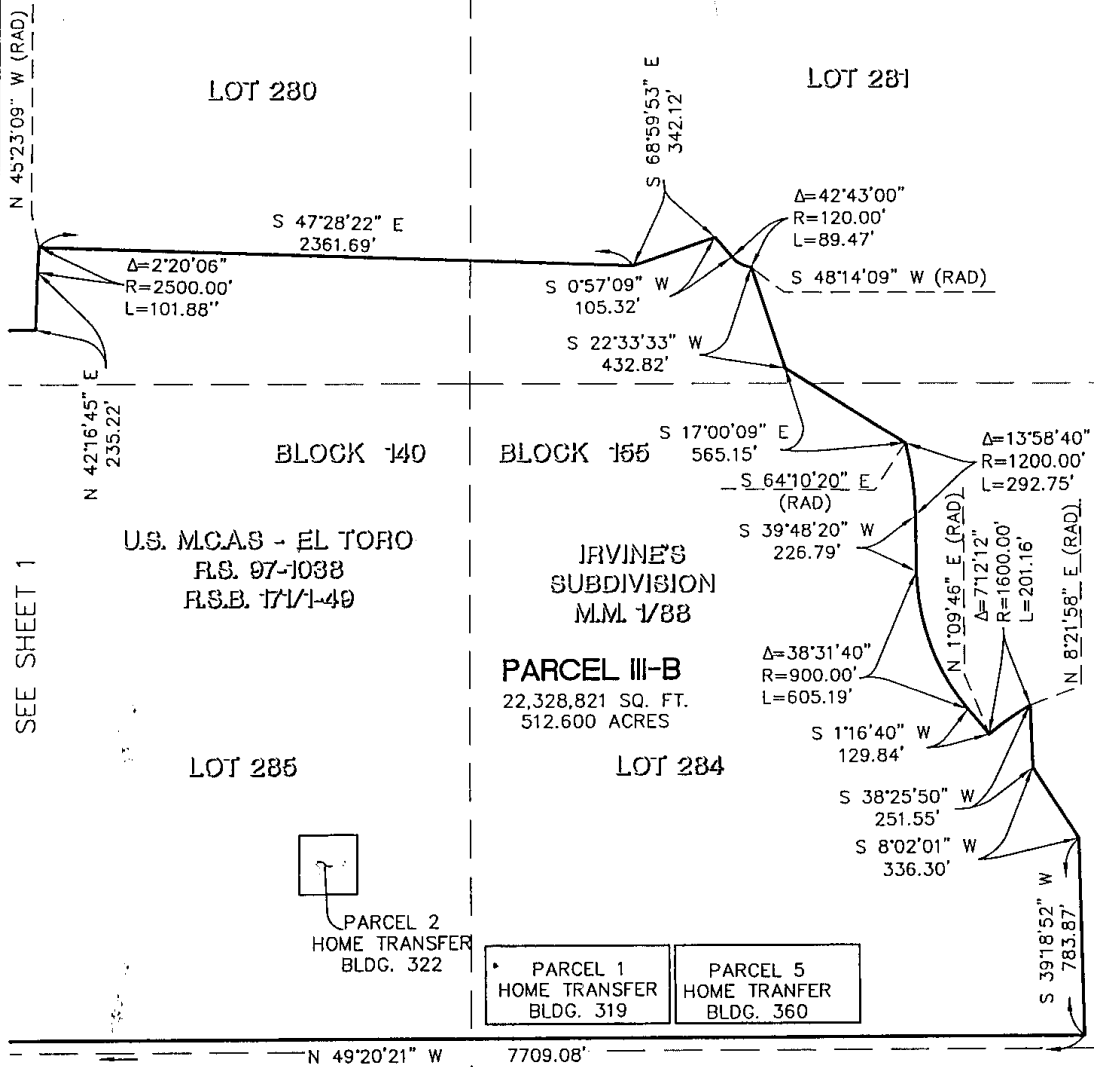 N 45°23'09" W (RAD)
LOT 280
LOT 281
S 68°59'53" E
342.12'
Δ=42°43'00"
R=120.00'
L=89.47'
S 47°28'22" E
2361.69'
Δ=2°20'06"
R=2500.00'
L=101.88"
S 0°57'09" W
105.32'
S 48°14'09" W (RAD)
S 22°33'33" W
432.82'
N 42°16'45" E
235.22'
BLOCK 140
BLOCK 155
S 17°00'09" E
565.15'
Δ=13°58'40"
R=1200.00'
L=292.75'
S 64°10'20" E
(RAD)
S 39°48'20" W
226.79'
U.S. M.C.A.S - EL TORO
R.S. 97-1038
R.S.B. 171/1-49
IRVINE'S
SUBDIVISION
M.M. 1/88
N 1°09'46" E (RAD)
Δ=7°12'12"
R=1600.00'
L=201.16'
N 8°21'58" E (RAD)
SEE SHEET 1
PARCEL III-B
22,328,821 SQ. FT.
512.600 ACRES
Δ=38°31'40"
R=900.00'
L=605.19'
S 1°16'40" W
129.84'
LOT 285
LOT 284
S 38°25'50" W
251.55'
S 8°02'01" W
336.30'
PARCEL 2
HOME TRANSFER
BLDG. 322
PARCEL 1
HOME TRANSFER
BLDG. 319
PARCEL 5
HOME TRANFER
BLDG. 360
S 39°18'52" W
783.87'
N 49°20'21" W 7709.08'